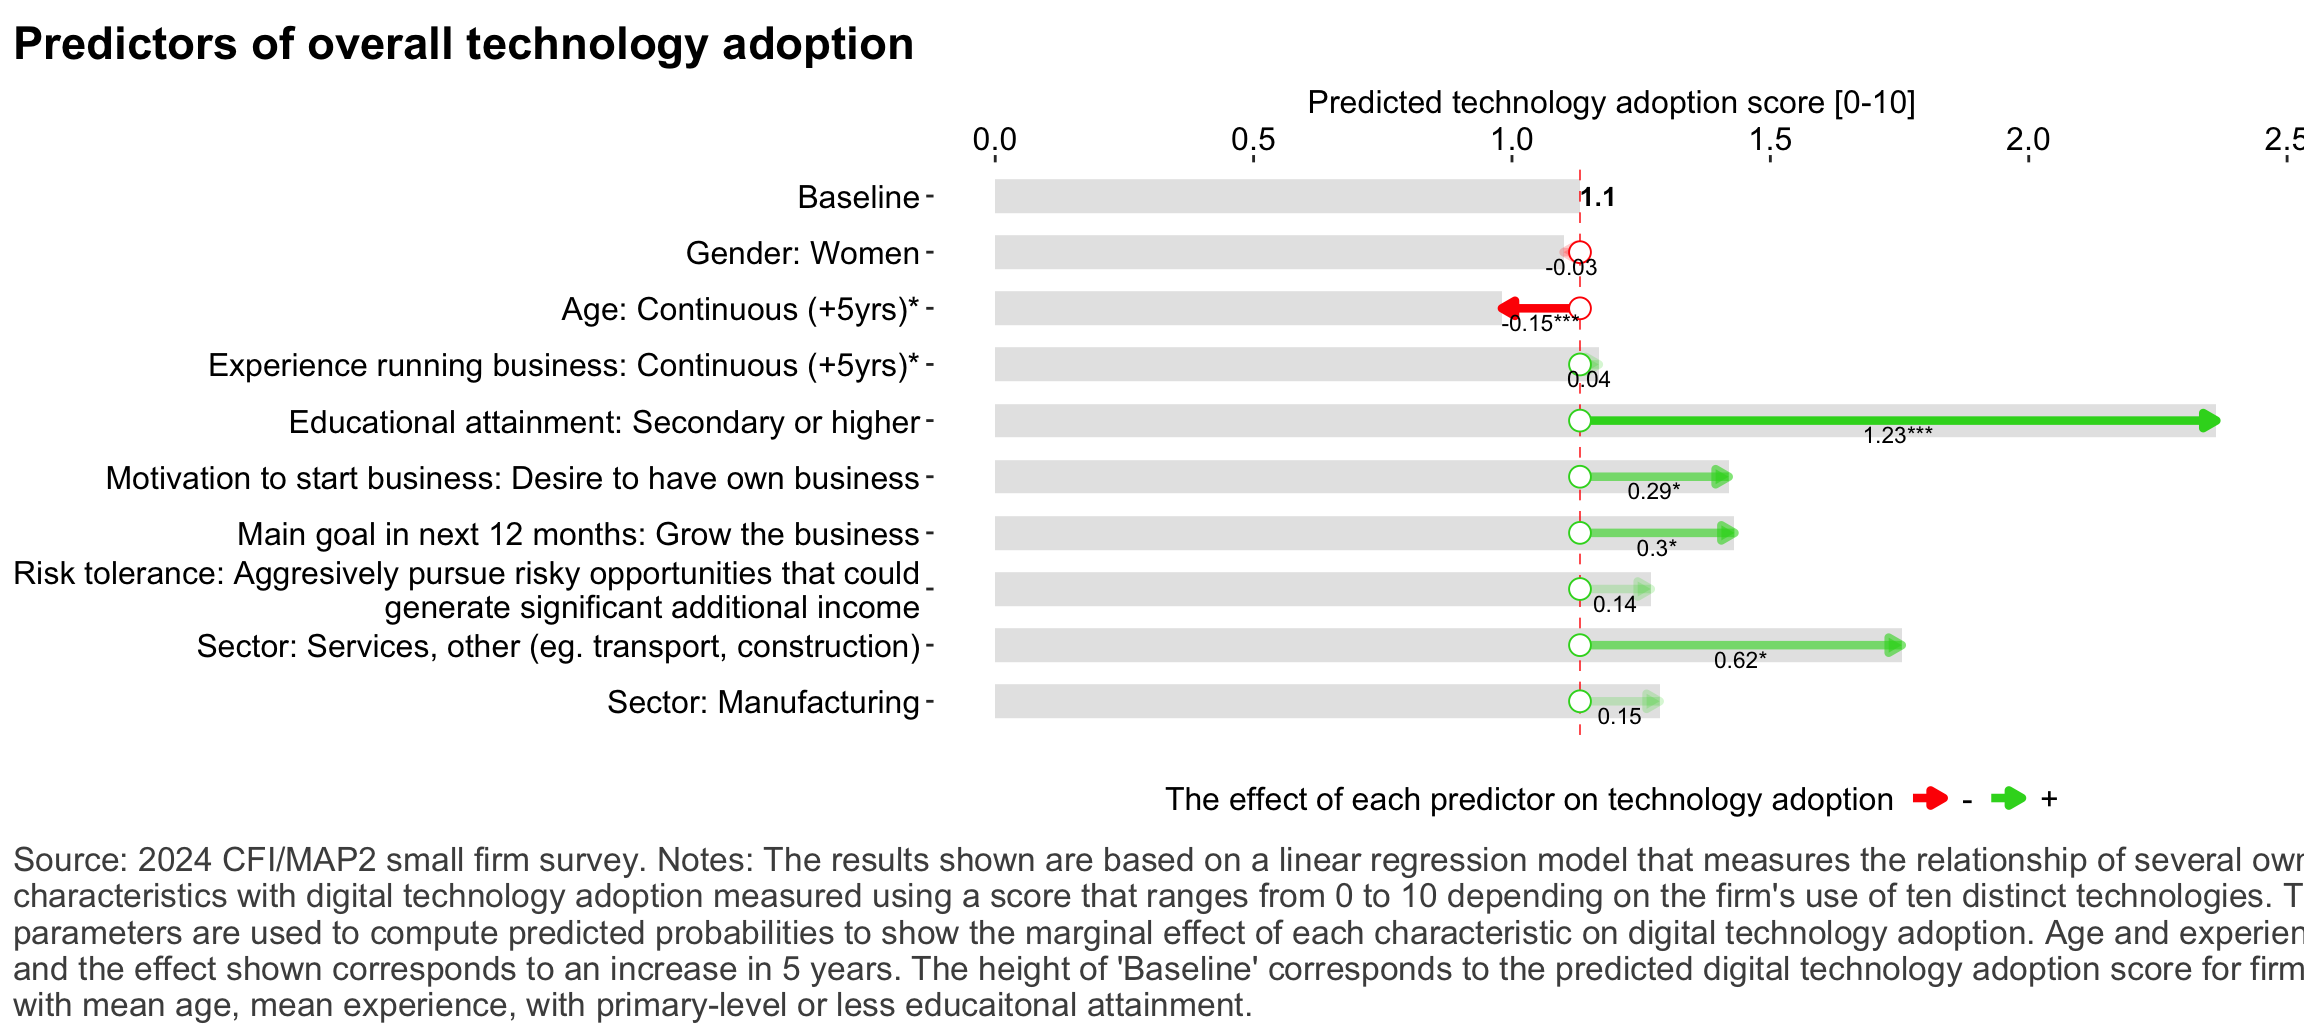 Predictors of overall technology adoption
Predicted technology adoption score [0-10]
0.0 0.5 1.0 1.5 2.0 2.5
Baseline 1.1
Gender: Women -0.03
Age: Continuous (+5yrs)* -0.15***
Experience running business: Continuous (+5yrs)* 0.04
Educational attainment: Secondary or higher 1.23***
Motivation to start business: Desire to have own business 0.29*
Main goal in next 12 months: Grow the business 0.3*
Risk tolerance: Aggresively pursue risky opportunities that could
generate significant additional income 0.14
Sector: Services, other (eg. transport, construction) 0.62*
Sector: Manufacturing 0.15
The effect of each predictor on technology adoption - +
Source: 2024 CFI/MAP2 small firm survey. Notes: The results shown are based on a linear regression model that measures the relationship of several
characteristics with digital technology adoption measured using a score that ranges from 0 to 10 depending on the firm's use of ten distinct technologies.
parameters are used to compute predicted probabilities to show the marginal effect of each characteristic on digital technology adoption. Age and
and the effect shown corresponds to an increase in 5 years. The height of 'Baseline' corresponds to the predicted digital technology adoption score for
with mean age, mean experience, with primary-level or less educaitonal attainment.